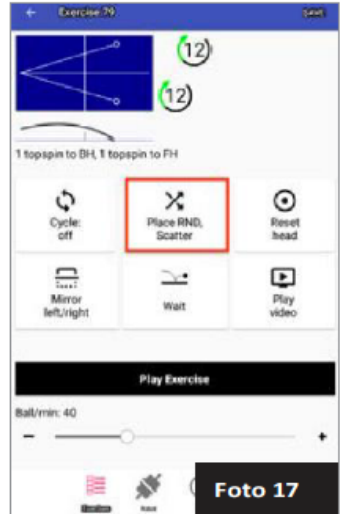 Exercise 79
SAVE
12
12
1 topspin to BH, 1 topspin to FH
Cycle:
off
Place RND,
Scatter
Reset
head
Mirror
left/right
Wait
Play
video
Play Exercise
Ball/min: 40
Foto 17